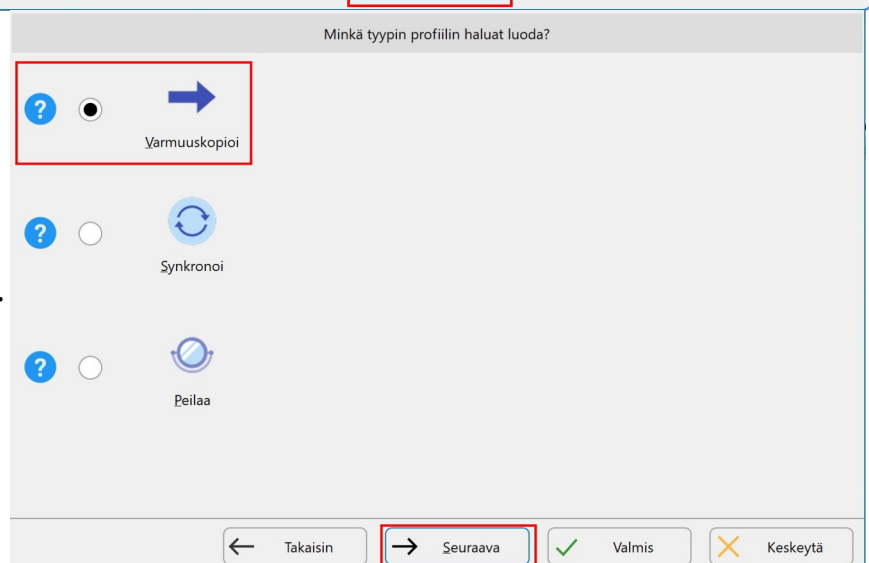 Minkä tyypin profiilin haluat luoda?
?
Varmuuskopioi
?
Synkronoi
?
Peilaa
Takaisin Seuraava Valmis Keskeytä